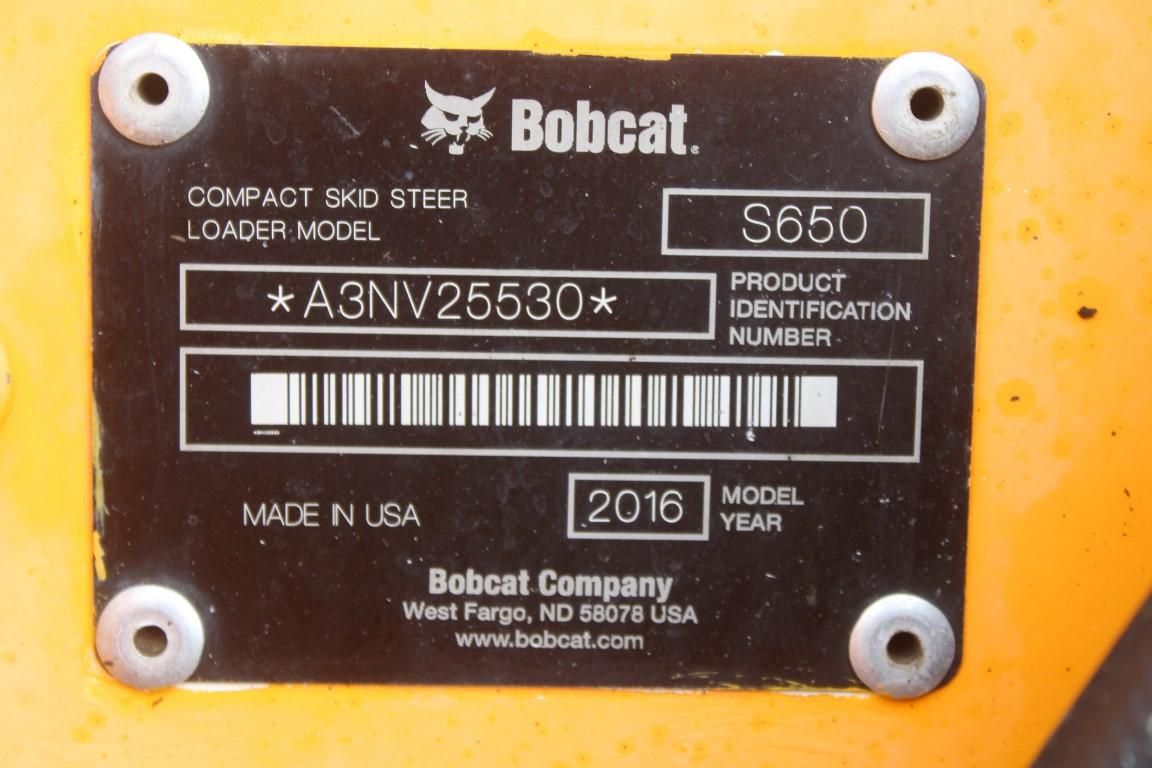 Bobcat®
COMPACT SKID STEER
LOADER MODEL
S650
*A3NV25530*
PRODUCT
IDENTIFICATION
NUMBER
MADE IN USA
2016
MODEL
YEAR
Bobcat Company
West Fargo, ND 58078 USA
www.bobcat.com